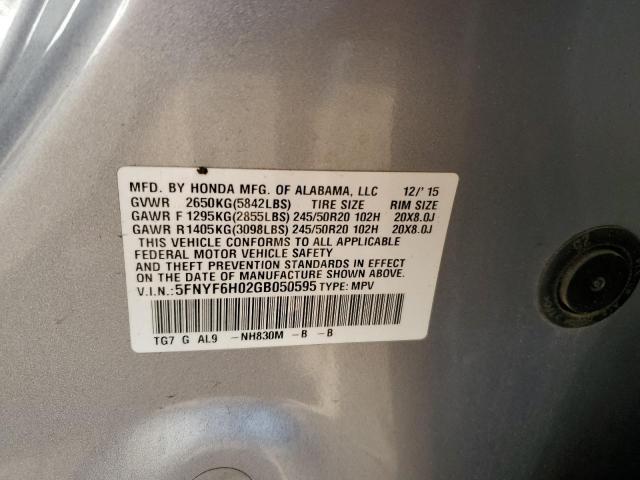 MFD. BY HONDA MFG. OF ALABAMA, LLC 12/'15
GVWR 2650KG(5842LBS) TIRE SIZE RIM SIZE
GAWR F 1295KG(2855LBS) 245/50R20 102H 20X8.0J
GAWR R 1405KG(3098LBS) 245/50R20 102H 20X8.0J
THIS VEHICLE CONFORMS TO ALL APPLICABLE
FEDERAL MOTOR VEHICLE SAFETY
AND THEFT PREVENTION STANDARDS IN EFFECT
ON THE DATE OF MANUFACTURE SHOWN ABOVE.
V.I.N.: 5FNYF6H02GB050595 TYPE: MPV
TG7 G AL9 -NH830M -B -B